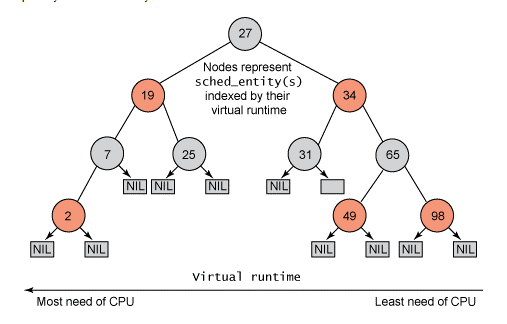 27
Nodes represent
sched_entity(s)
indexed by their
virtual runtime
19
34
7
25
31
65
NIL NIL NIL NIL
2
49
98
NIL NIL NIL NIL NIL NIL
Virtual runtime
Most need of CPU Least need of CPU